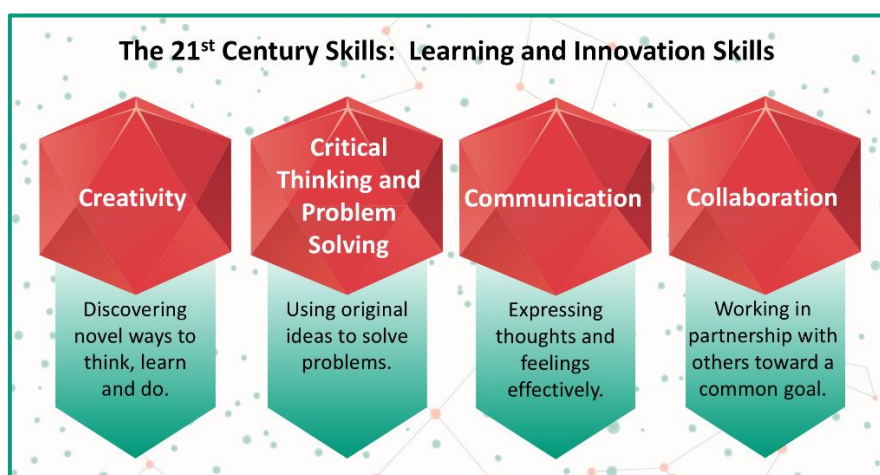 The 21st Century Skills:  Learning and Innovation Skills
Creativity
Discovering
novel ways to
think, learn
and do.
Critical
Thinking and
Problem
Solving
Using original
ideas to solve
problems.
Communication
Expressing
thoughts and
feelings
effectively.
Collaboration
Working in
partnership with
others toward a
common goal.